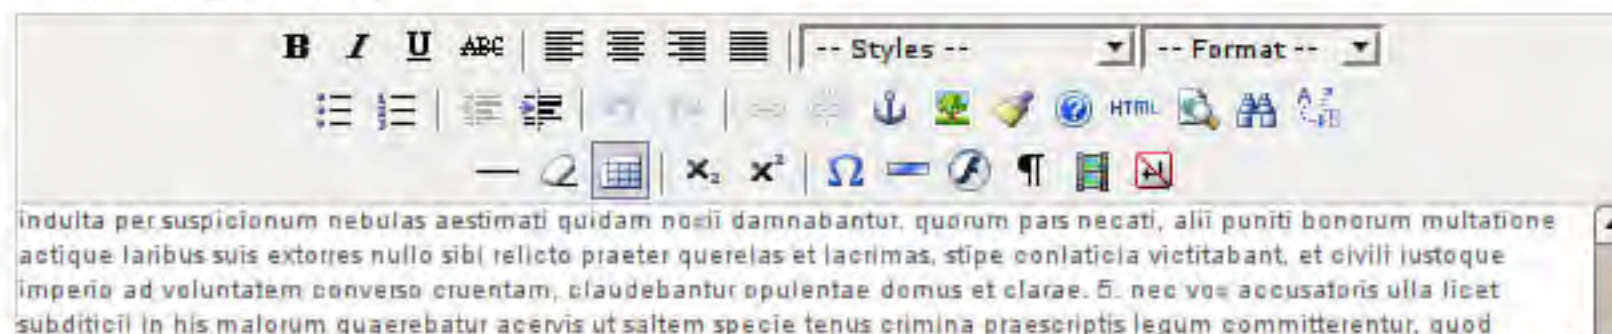 B I U ABC -- Styles -- -- Format --
HTML
X₂ X² Ω ¶
indulta per suspicionum nebulas aestimati quidam noxii damnabantur. quorum pars necati, alii puniti bonorum multatione
actique laribus suis extorres nullo sibi relicto praeter querelas et lacrimas, stipe conlaticia victitabant, et civili iustoque
imperio ad voluntatem converso cruentam, claudebantur opulentae domus et clarae. 5. nec vox accusatoris ulla licet
subditicii in his malorum quaerebatur acervis ut saltem specie tenus crimina praescriptis legum committerentur, quod